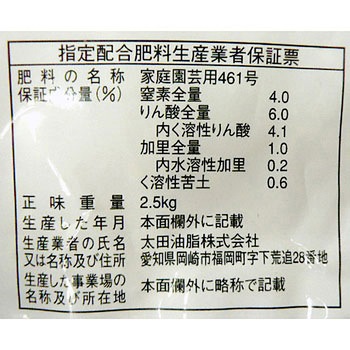 指定配合肥料生産業者保証票
肥料の名称 家庭園芸用461号
保証成分量(%) 窒素全量 4.0
りん酸全量 6.0
内く溶性りん酸 4.1
加里全量 1.0
内水溶性加里 0.2
く溶性苦土 0.6
正味重量 2.5kg
生産した年月 本面欄外に記載
生産業者の氏名 太田油脂株式会社
又は名称及び住所 愛知県岡崎市福岡町字下荒追28番地
生産した事業場の 本面欄外に略称で記載
名称及び所在地